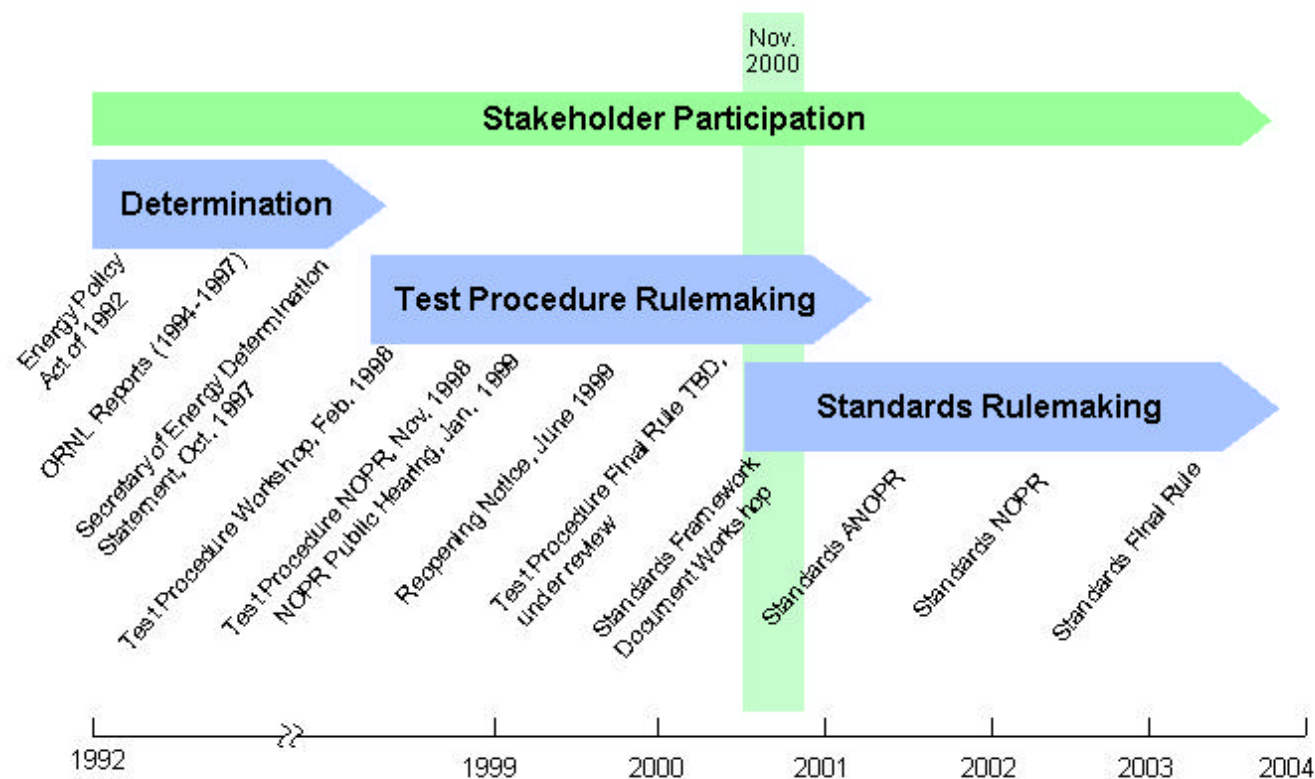 Nov.
2000
Stakeholder Participation
Determination
Energy Policy
Act of 1992
ORNL Reports (1994-1997)
Secretary of Energy Determination
Statement, Oct. 1997
Test Procedure Rulemaking
Test Procedure Workshop, Feb. 1998
Test Procedure NOPR, Nov. 1998
NOPR Public Hearing, Jan. 1999
Reopening Notice, June 1999
Test Procedure Final Rule TBD,
under review
Standards Rulemaking
Standards Framework
Document Workshop
Standards ANOPR
Standards NOPR
Standards Final Rule
1992
1999
2000
2001
2002
2003
2004